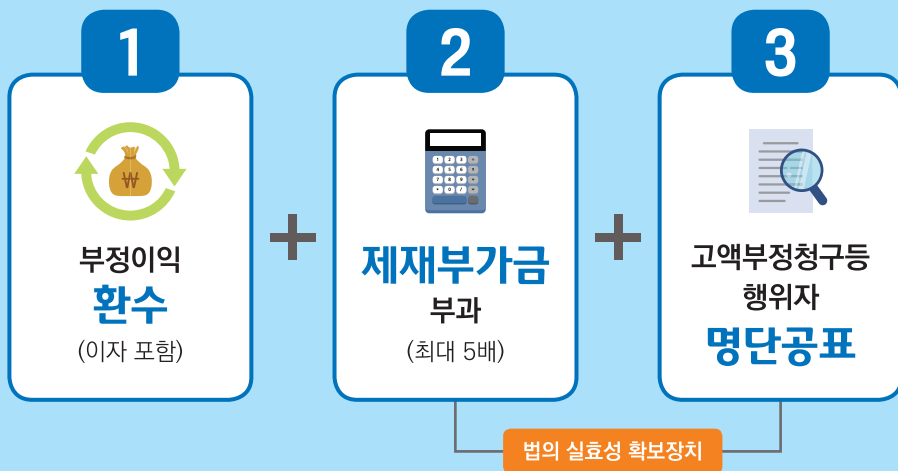 1
부정이익
환수
(이자 포함)
2
제재부가금
부과
(최대 5배)
3
고액부정청구등
행위자
명단공표
법의 실효성 확보장치